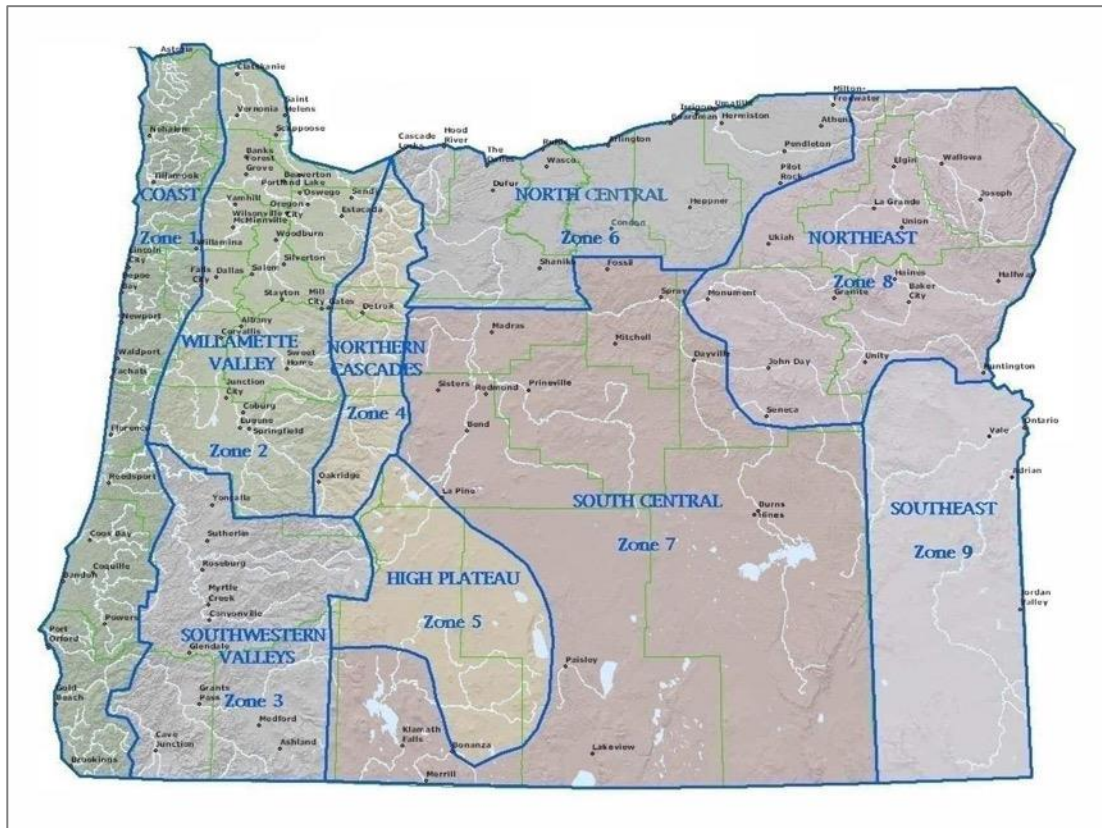 Astoria
Clatskanie
Saint
Helens
Vernonia
Scappoose
Nehalem
Banks
Forest
Grove
Beaverton
Portland
Lake
Oswego
Sandy
Tillamook
COAST
Zone 1
Yamhill
Wilsonville
Oregon
City
Estacada
McMinnville
Woodburn
Willamina
Lincoln
City
Silverton
Falls
City
Dallas
Salem
Depoe
Bay
Stayton
Mill
City
Gates
Detroit
Newport
Albany
Corvallis
WILLAMETTE
VALLEY
Sweet
Home
NORTHERN
CASCADES
Waldport
Yachats
Junction
City
Coburg
Eugene
Springfield
Zone 2
Zone 4
Florence
Oakridge
Reedsport
Yoncalla
Sutherlin
Coos Bay
Roseburg
Coquille
Bandon
Myrtle
Creek
Canyonville
Powers
Port
Orford
SOUTHWESTERN
VALLEYS
Glendale
Gold
Beach
Grants
Pass
Zone 3
Medford
Cave
Junction
Ashland
Brookings
Cascade
Locks
Hood
River
The
Dalles
Rufus
Wasco
Arlington
Boardman
Irrigon
Umatilla
Hermiston
Milton-
Freewater
Athena
Pendleton
Pilot
Rock
Dufur
NORTH CENTRAL
Heppner
Condon
Zone 6
Shaniko
Fossil
Elgin
Wallowa
La Grande
Joseph
Union
Ukiah
NORTHEAST
Zone 8
Haines
Halfway
Granite
Baker
City
Spray
Monument
Madras
Mitchell
Dayville
John Day
Unity
Huntington
Sisters
Redmond
Prineville
Seneca
Bend
Vale
Ontario
La Pine
Adrian
SOUTH CENTRAL
Zone 7
Burns
Hines
SOUTHEAST
Zone 9
HIGH PLATEAU
Zone 5
Jordan
Valley
Paisley
Klamath
Falls
Bonanza
Lakeview
Merrill